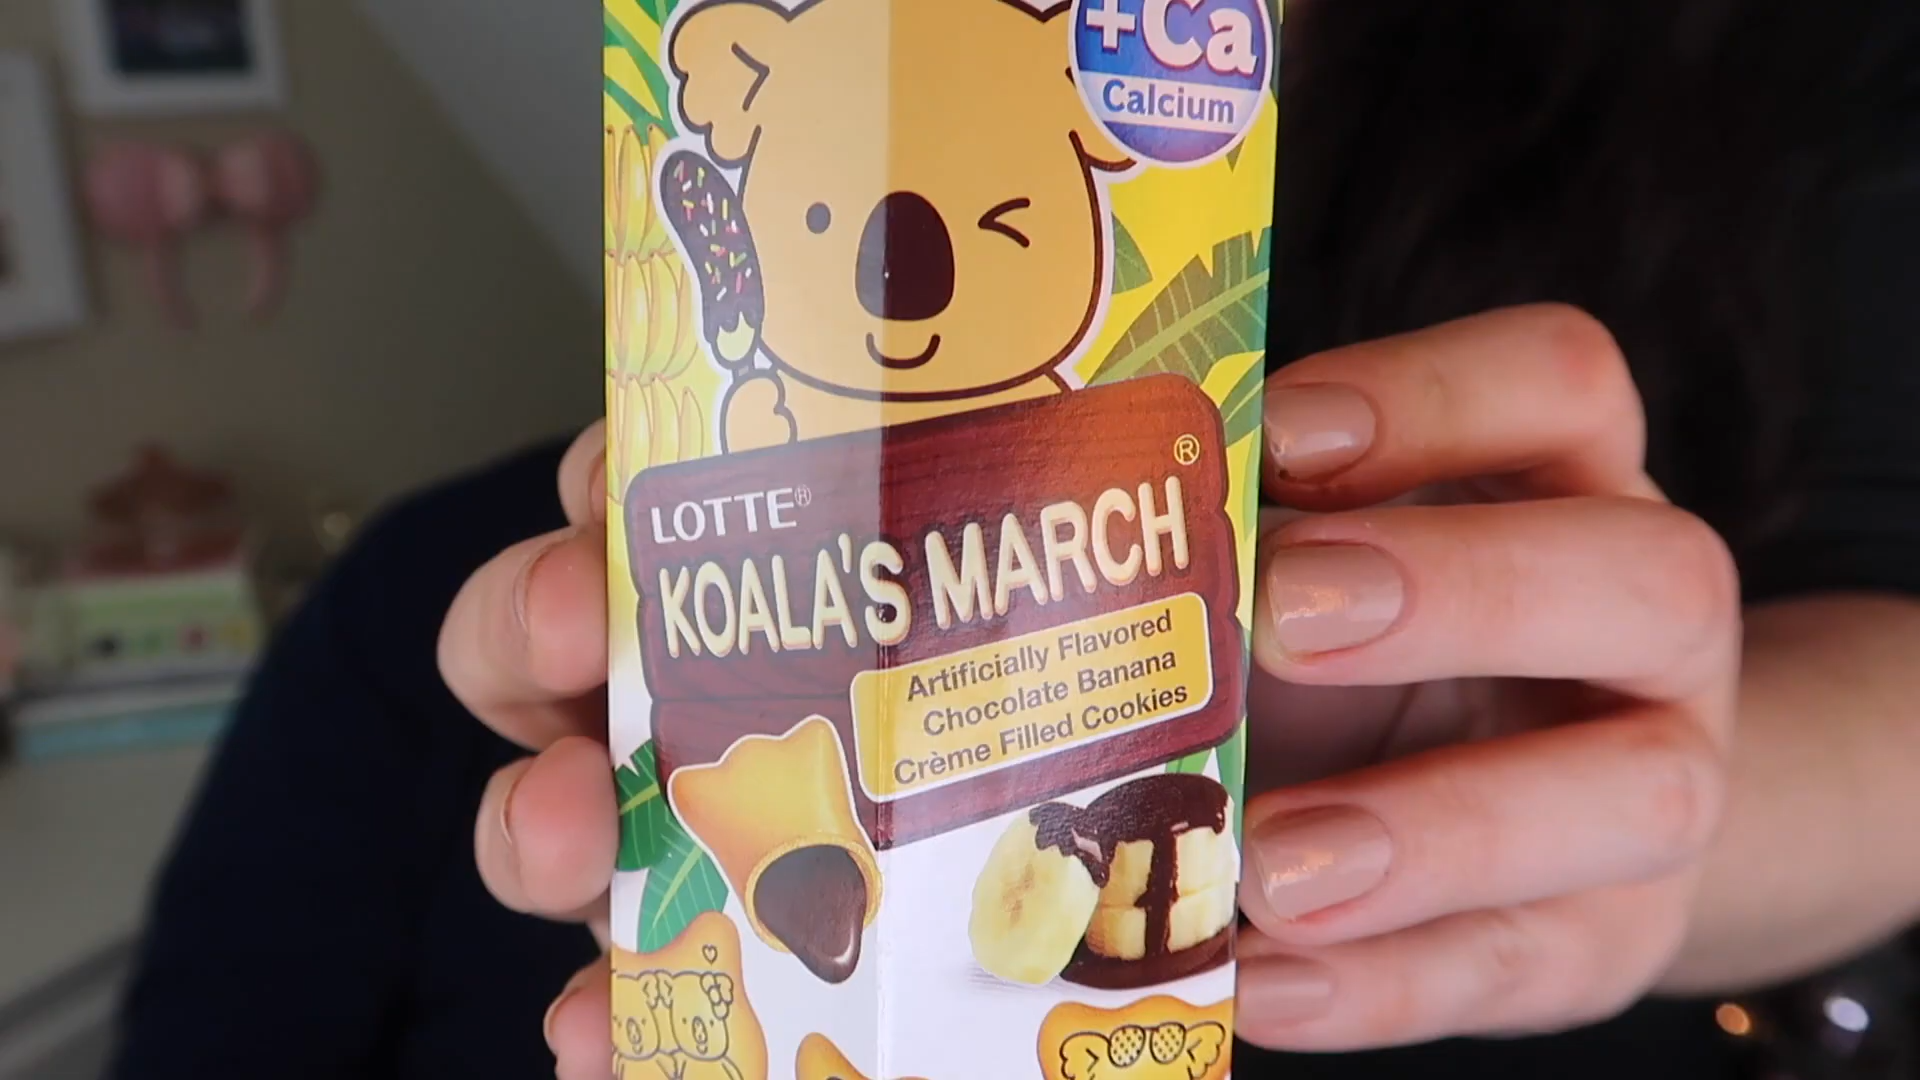 +Ca
Calcium
LOTTE®
KOALA'S MARCH®
Artificially Flavored
Chocolate Banana
Crème Filled Cookies